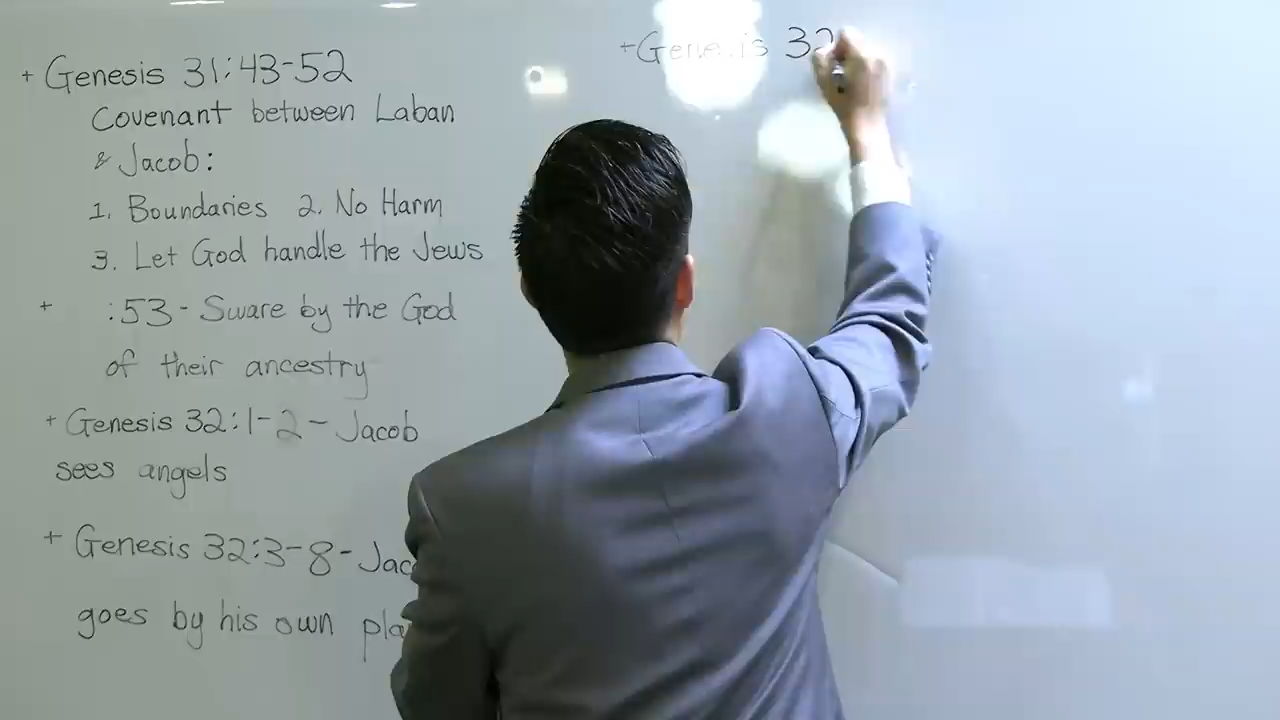 + Genesis 31:43-52
Covenant between Laban
& Jacob:
1. Boundaries 2. No Harm
3. Let God handle the Jews
+ :53 - Sware by the God
of their ancestry
+ Genesis 32:1-2 - Jacob
sees angels
+ Genesis 32:3-8 - Jac
goes by his own pla
+Genesis 32